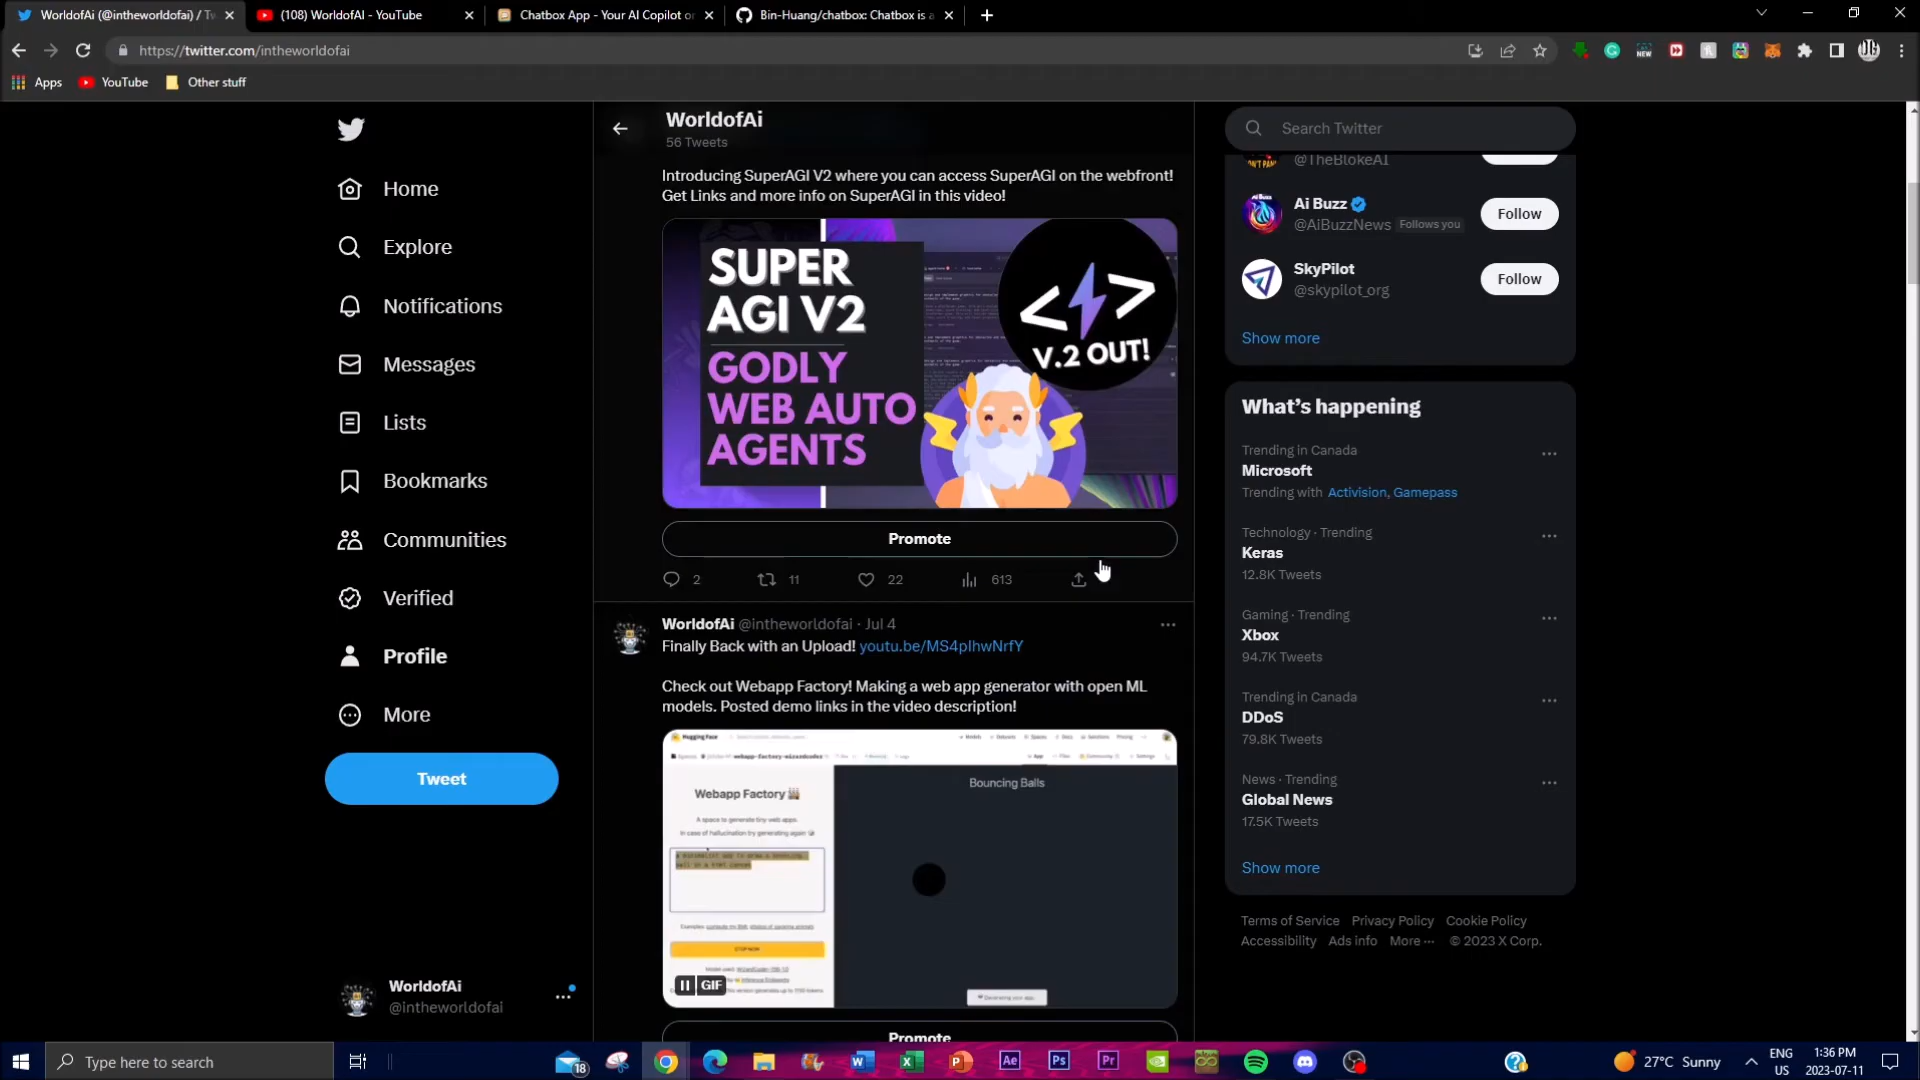 WorldofAi (@intheworldofai) / Tw
(108) WorldofAI - YouTube
Chatbox App - Your AI Copilot on
Bin-Huang/chatbox: Chatbox is a
https://twitter.com/intheworldofai
Apps
YouTube
Other stuff
WorldofAi
56 Tweets
Home
Explore
Notifications
Messages
Lists
Bookmarks
Communities
Verified
Profile
More
Tweet
WorldofAi
@intheworldofai
Introducing SuperAGI V2 where you can access SuperAGI on the webfront!
Get Links and more info on SuperAGI in this video!
SUPER
AGI V2
GODLY
WEB AUTO
AGENTS
V.2 OUT!
Promote
2
11
22
613
WorldofAi @intheworldofai · Jul 4
Finally Back with an Upload! youtu.be/MS4pIhwNrfY
Check out Webapp Factory! Making a web app generator with open ML
models. Posted demo links in the video description!
Hugging Face
Webapp Factory
A space to generate tiny web apps.
Bouncing Balls
GIF
Promote
Search Twitter
@TheBlokeAI
Ai Buzz
@AiBuzzNews Follows you
Follow
SkyPilot
@skypilot_org
Follow
Show more
What's happening
Trending in Canada
Microsoft
Trending with Activision, Gamepass
Technology · Trending
Keras
12.8K Tweets
Gaming · Trending
Xbox
94.7K Tweets
Trending in Canada
DDoS
79.8K Tweets
News · Trending
Global News
17.5K Tweets
Show more
Terms of Service Privacy Policy Cookie Policy
Accessibility Ads info More ··· © 2023 X Corp.
Type here to search
18
27°C Sunny
ENG
US
1:36 PM
2023-07-11